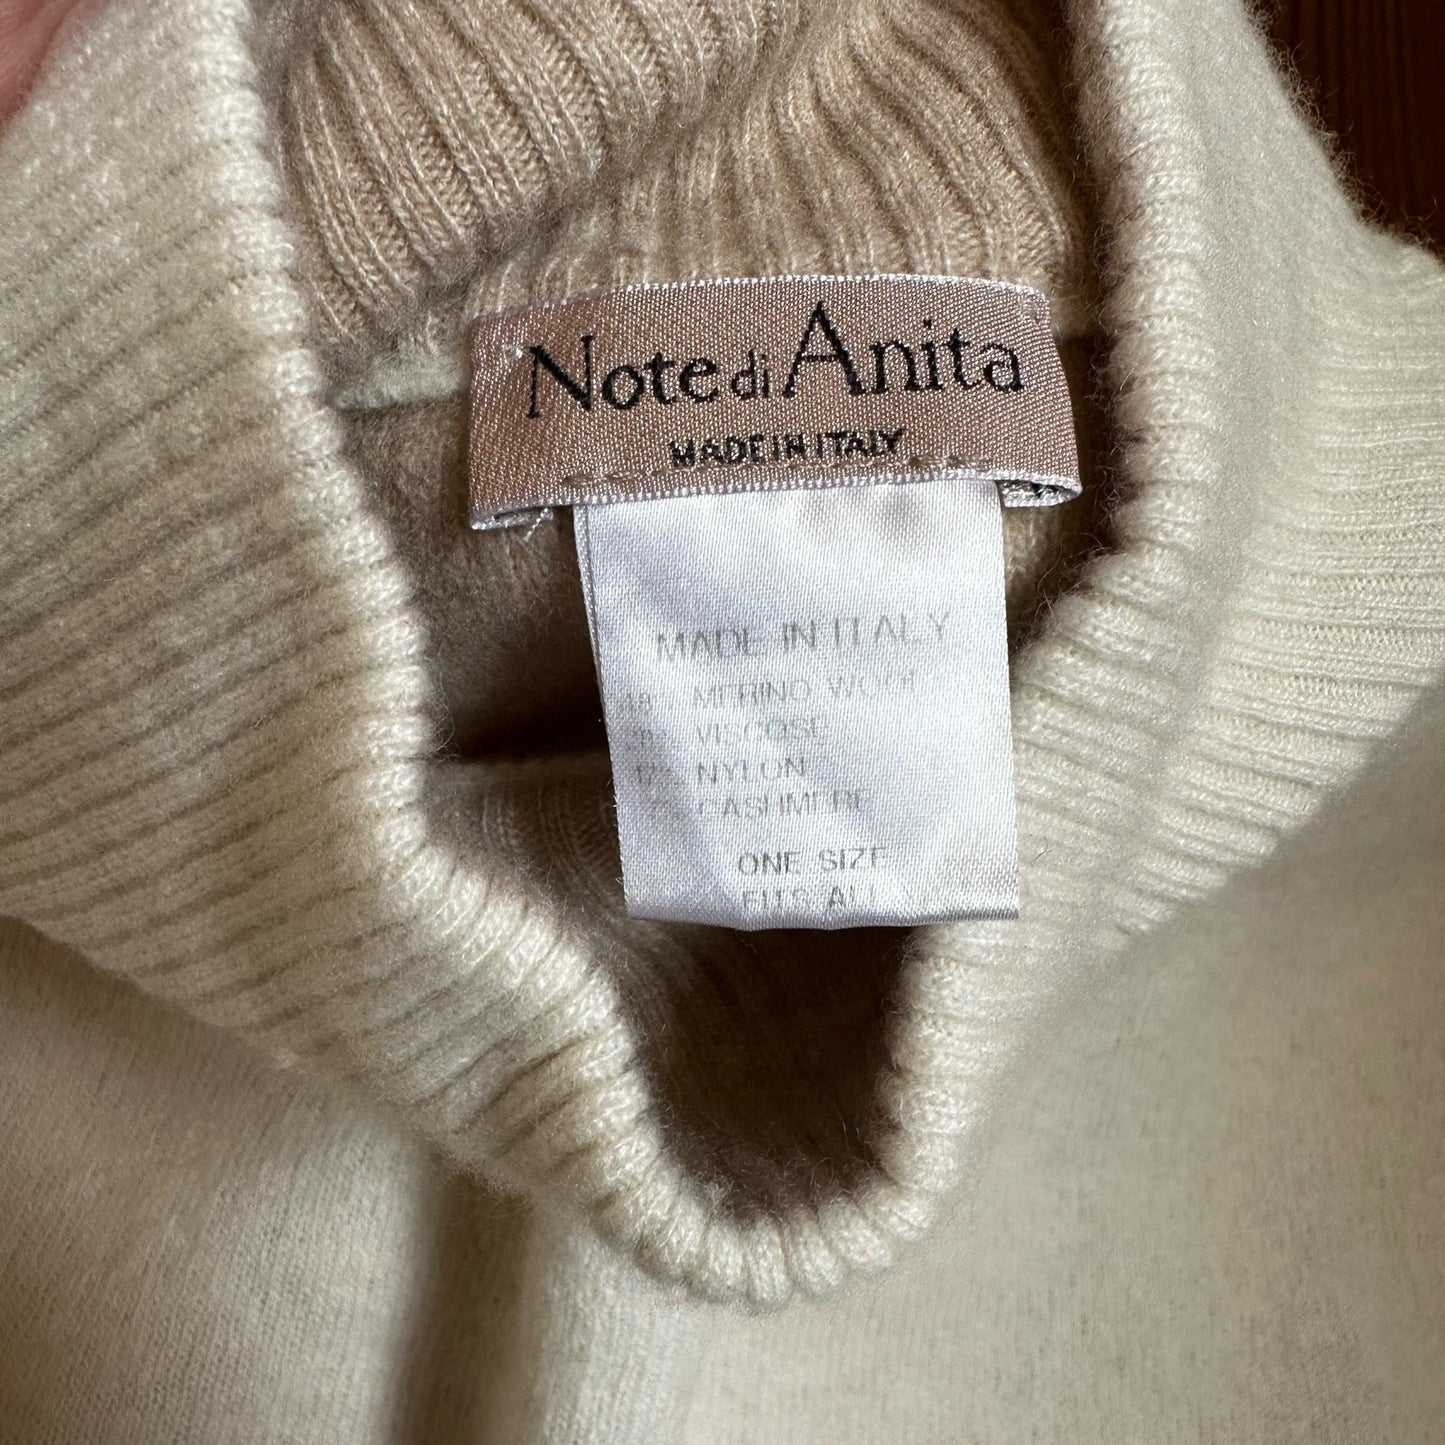 Note di Anita
MADE IN ITALY
MADE IN ITALY
MERINO WOOL
VISCOSE
NYLON
CASHMERE
ONE SIZE
FITS ALL